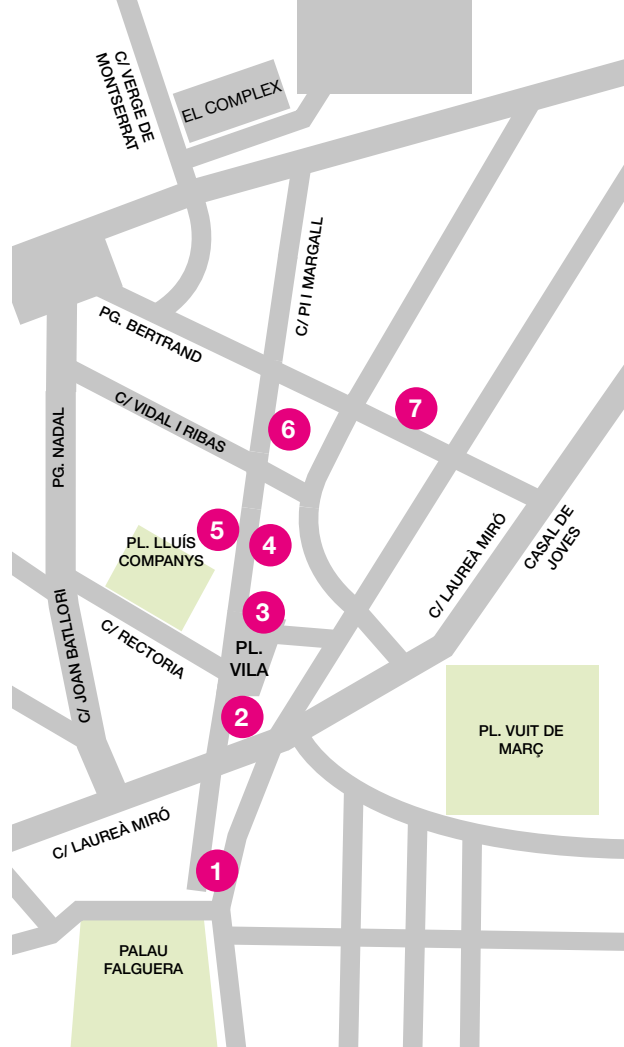 C/ VERGE DE
MONTSERRAT
EL COMPLEX
C/ PI I MARGALL
PG. BERTRAND
7
C/ VIDAL I RIBAS
6
PG. NADAL
5
4
PL. LLUÍS
COMPANYS
C/ LAUREÀ MIRÓ
CASAL DE
JOVES
3
C/ JOAN BATLLORI
C/ RECTORIA
PL.
VILA
2
PL. VUIT DE
MARÇ
C/ LAUREÀ MIRÓ
1
PALAU
FALGUERA